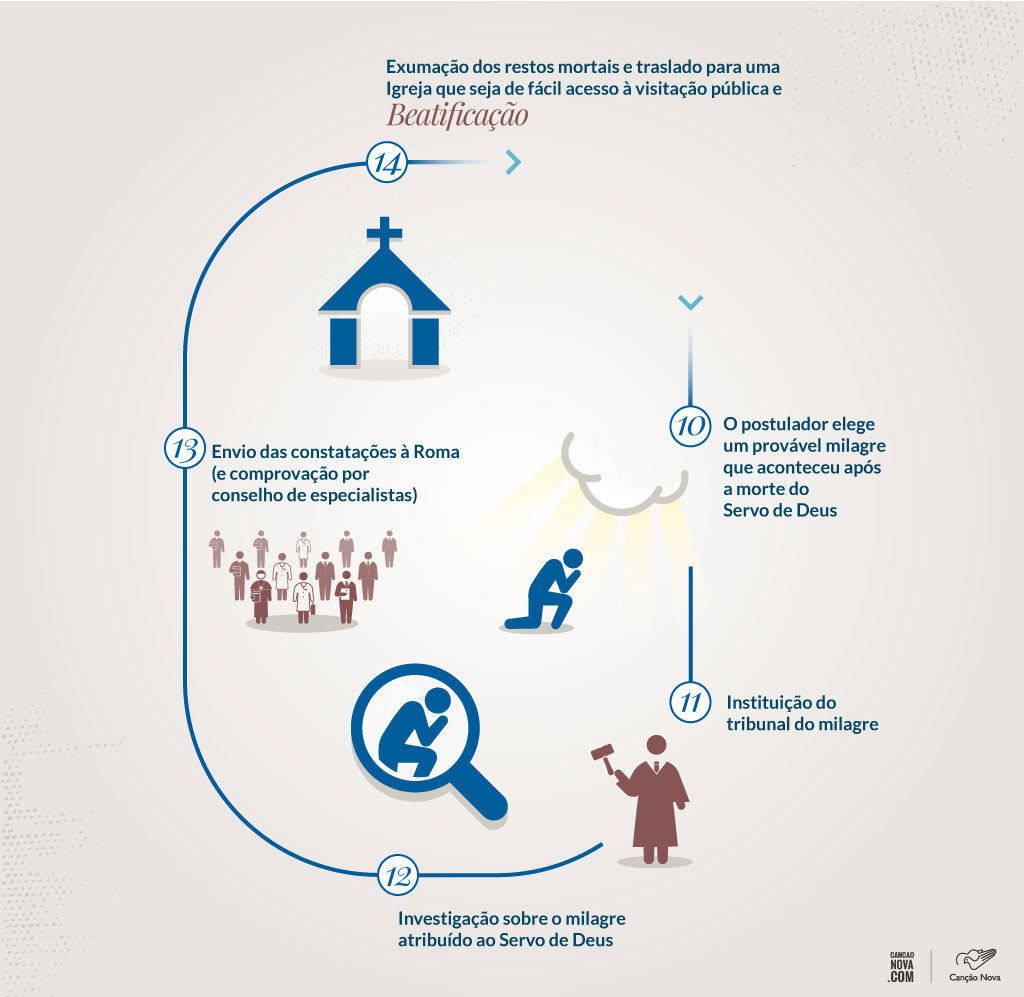 Exumação dos restos mortais e traslado para uma
Igreja que seja de fácil acesso à visitação pública e
Beatificação
14
10
O postulador elege
um provável milagre
que aconteceu após
a morte do
Servo de Deus
13
Envio das constatações à Roma
(e comprovação por
conselho de especialistas)
11
Instituição do
tribunal do milagre
12
Investigação sobre o milagre
atribuído ao Servo de Deus
CANCAO
NOVA
.COM
Canção Nova